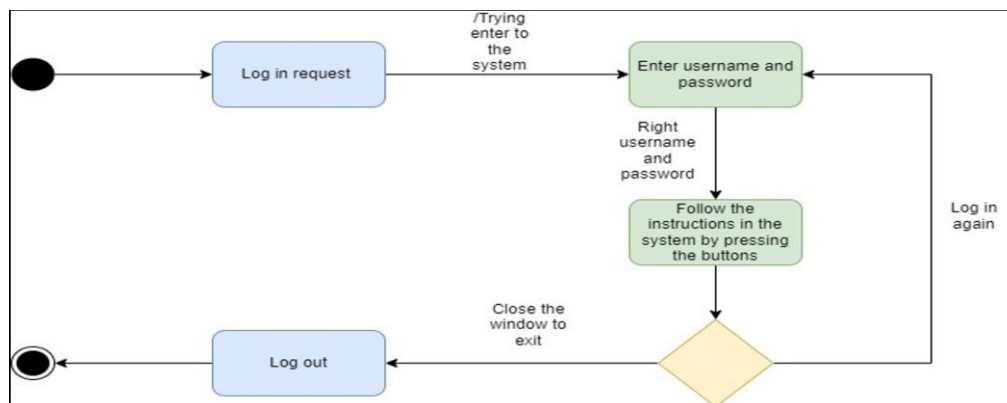 /Trying
enter to
the
system
Log in request
Enter username and
password
Right
username
and
password
Follow the
instructions in the
system by pressing
the buttons
Log in
again
Close the
window to
exit
Log out